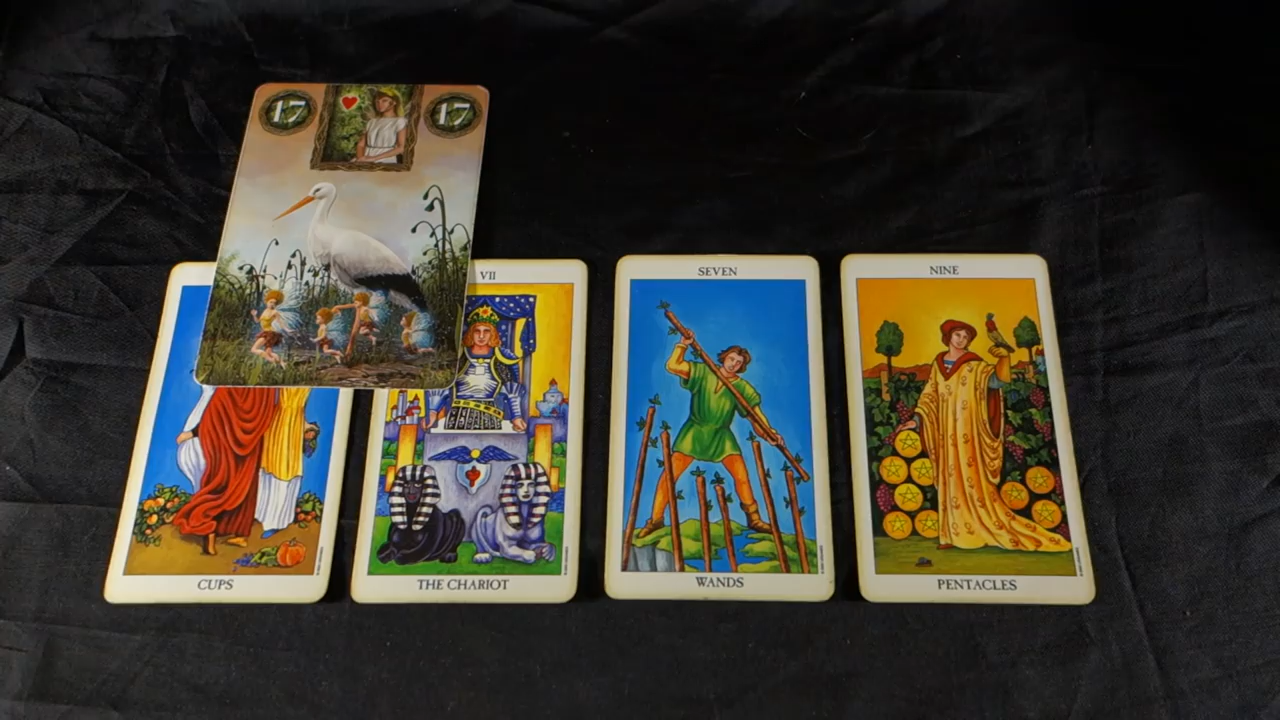 17 17
VII
SEVEN
NINE
CUPS
THE CHARIOT
WANDS
PENTACLES